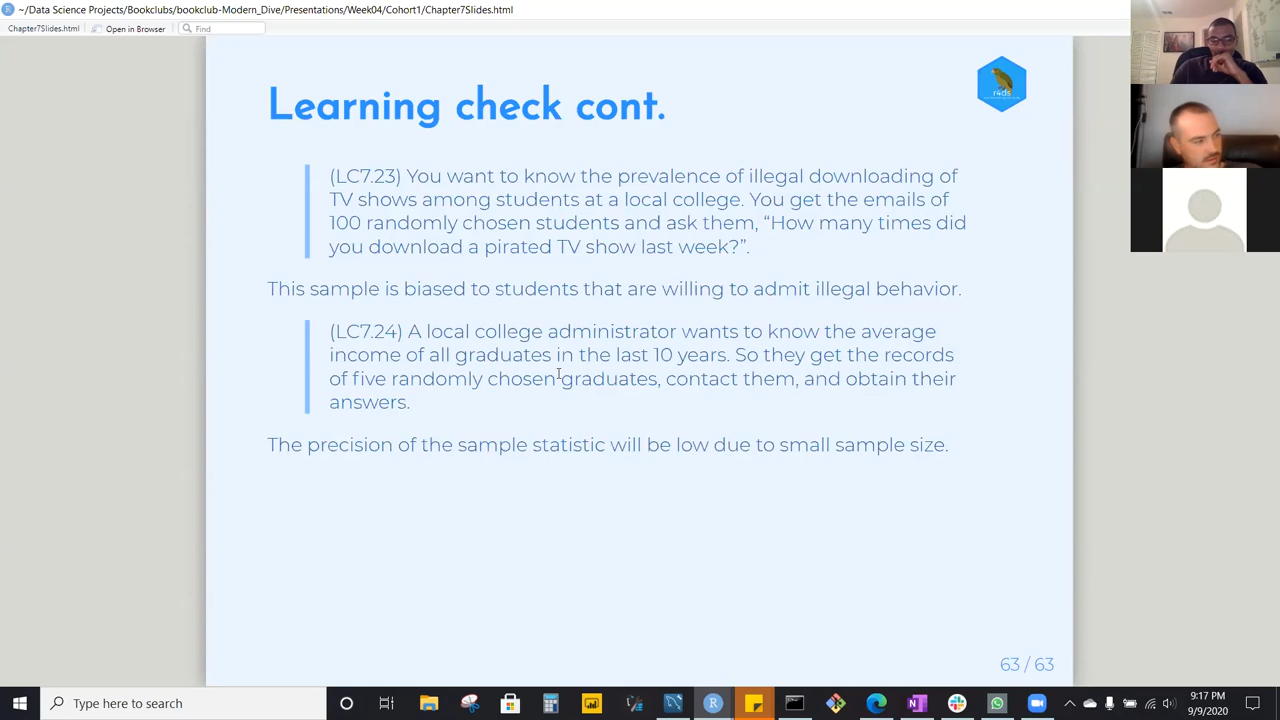 ~/Data Science Projects/Bookclubs/bookclub-Modern_Dive/Presentations/Week04/Cohort1/Chapter7Slides.html
Chapter7Slides.html
Open in Browser
Find
r4ds
Learning check cont.
(LC7.23) You want to know the prevalence of illegal downloading of
TV shows among students at a local college. You get the emails of
100 randomly chosen students and ask them, “How many times did
you download a pirated TV show last week?”.
This sample is biased to students that are willing to admit illegal behavior.
(LC7.24) A local college administrator wants to know the average
income of all graduates in the last 10 years. So they get the records
of five randomly chosen graduates, contact them, and obtain their
answers.
The precision of the sample statistic will be low due to small sample size.
63 / 63
Type here to search
9:17 PM
9/9/2020